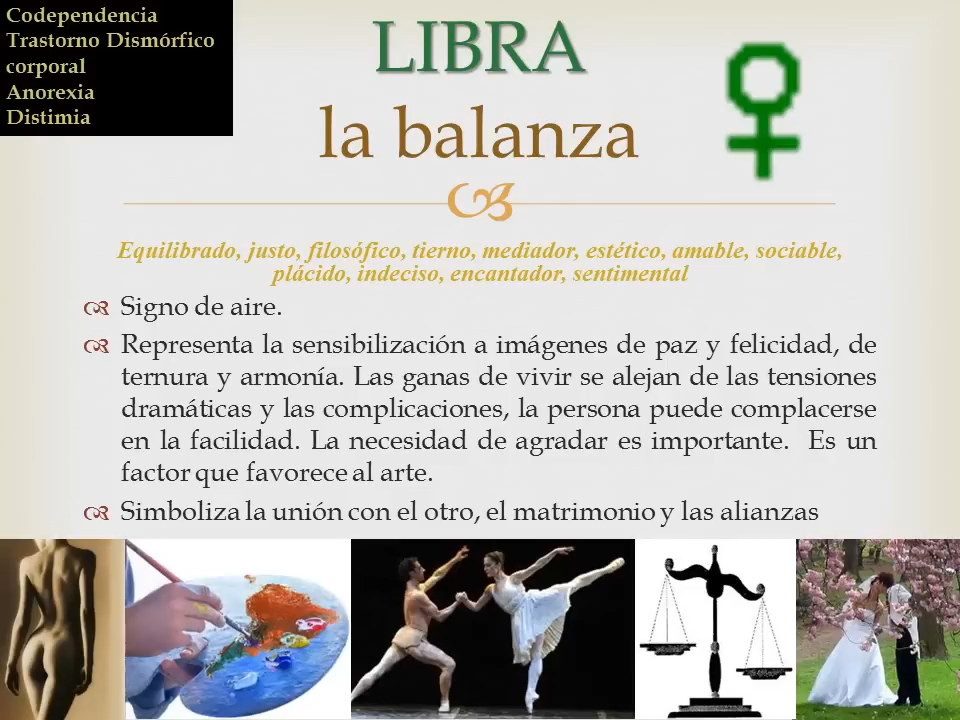 Codependencia
Trastorno Dismórfico
corporal
Anorexia
Distimia
LIBRA
la balanza
Equilibrado, justo, filosófico, tierno, mediador, estético, amable, sociable,
plácido, indeciso, encantador, sentimental
Signo de aire.
Representa la sensibilización a imágenes de paz y felicidad, de
ternura y armonía. Las ganas de vivir se alejan de las tensiones
dramáticas y las complicaciones, la persona puede complacerse
en la facilidad. La necesidad de agradar es importante. Es un
factor que favorece al arte.
Simboliza la unión con el otro, el matrimonio y las alianzas